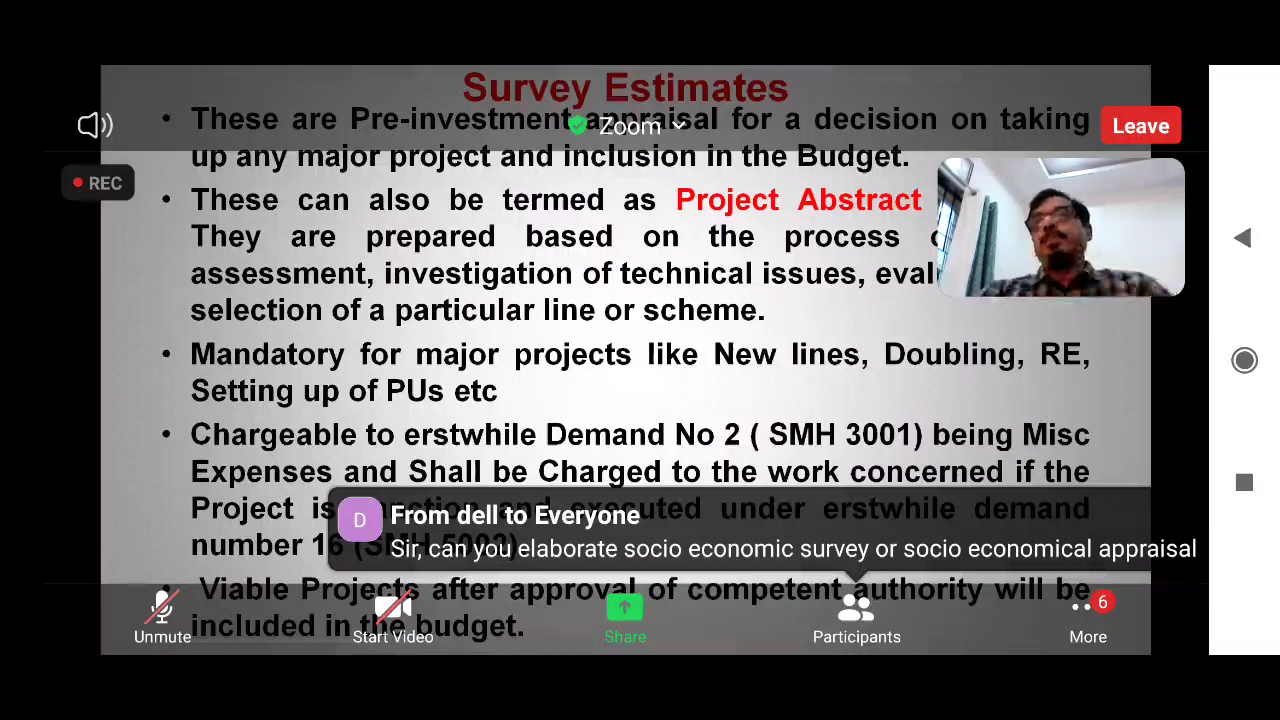 Survey Estimates
• These are Pre-investment appraisal for a decision on taking
Zoom
Leave
up any major project and inclusion in the Budget.
REC
• These can also be termed as Project Abstract
They are prepared based on the process
assessment, investigation of technical issues,
selection of a particular line or scheme.
• Mandatory for major projects like New lines, Doubling, RE,
Setting up of PUs etc
• Chargeable to erstwhile Demand No 2 ( SMH 3001) being Misc
Expenses and Shall be Charged to the work concerned if the
Project is sanction and executed under erstwhile demand
number 16 (SMH
D
From dell to Everyone
Sir, can you elaborate socio economic survey or socio economical appraisal
• Viable Projects after approval of competent authority will be
included in the budget.
Unmute
Start Video
Share
Participants
6
More